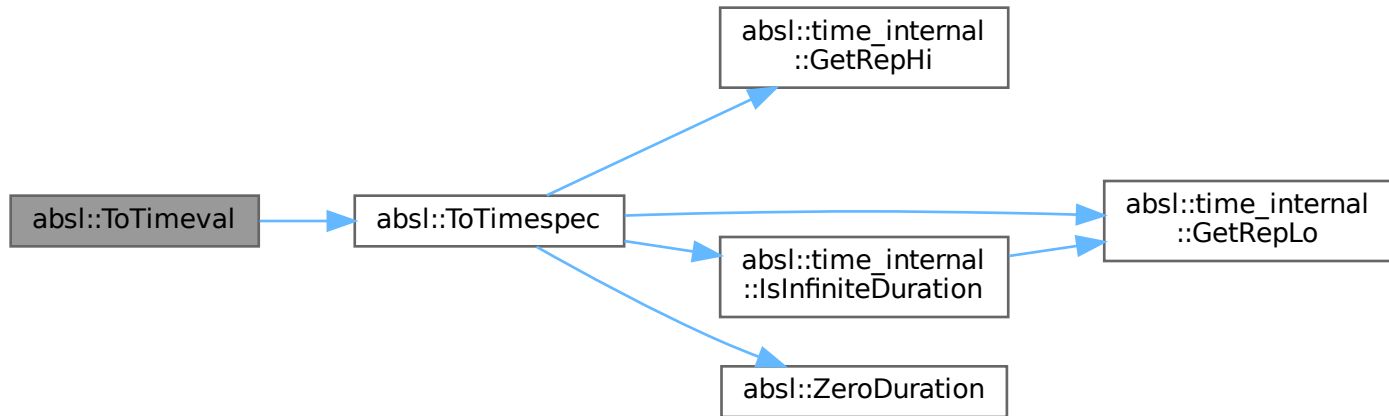 absl::time_internal
::GetRepHi
absl::ToTimeval
absl::ToTimespec
absl::time_internal
::GetRepLo
absl::time_internal
::IsInfiniteDuration
absl::ZeroDuration